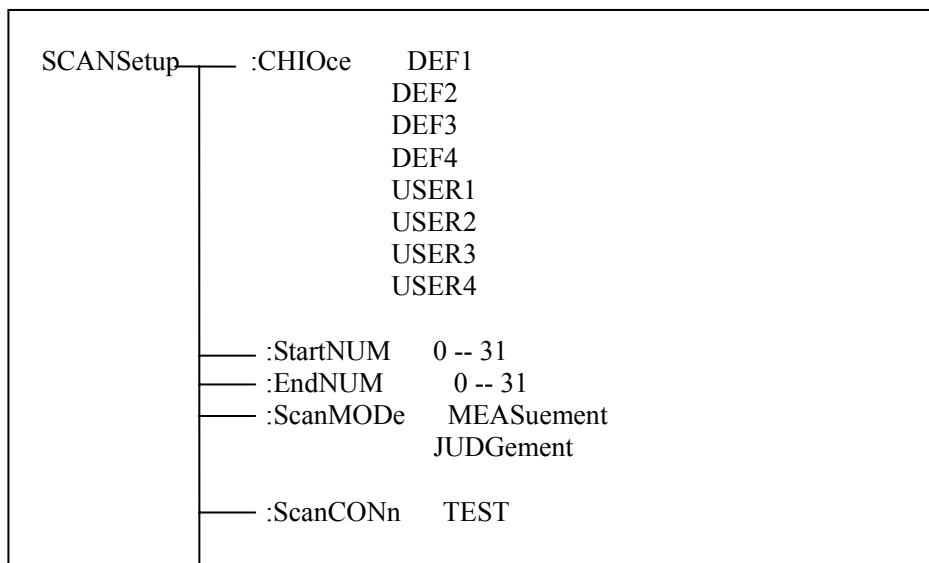 SCANSetup :CHIOce DEF1
DEF2
DEF3
DEF4
USER1
USER2
USER3
USER4
:StartNUM 0 -- 31
:EndNUM 0 -- 31
:ScanMODe MEASuement
JUDGement
:ScanCONn TEST